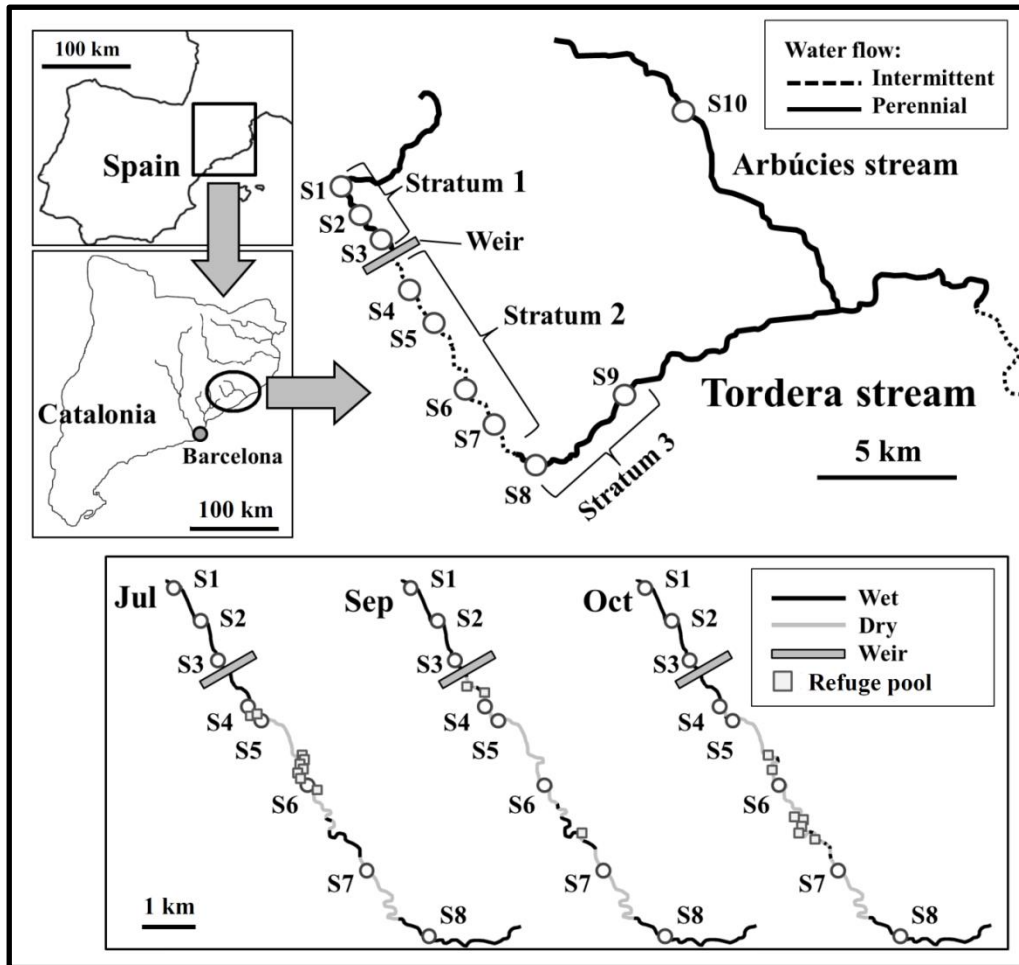 100 km
Spain
Catalonia
Barcelona
100 km
Water flow:
Intermittent
Perennial
S10
Arbúcies stream
S1
Stratum 1
S2
S3
Weir
S4
Stratum 2
S5
S6
S9
S7
Tordera stream
S8
Stratum 3
5 km
Jul
S1
S2
S3
S4
S5
S6
S7
S8
1 km
Sep
S1
S2
S3
S4
S5
S6
S7
S8
Oct
S1
S2
S3
S4
S5
S6
S7
S8
Wet
Dry
Weir
Refuge pool